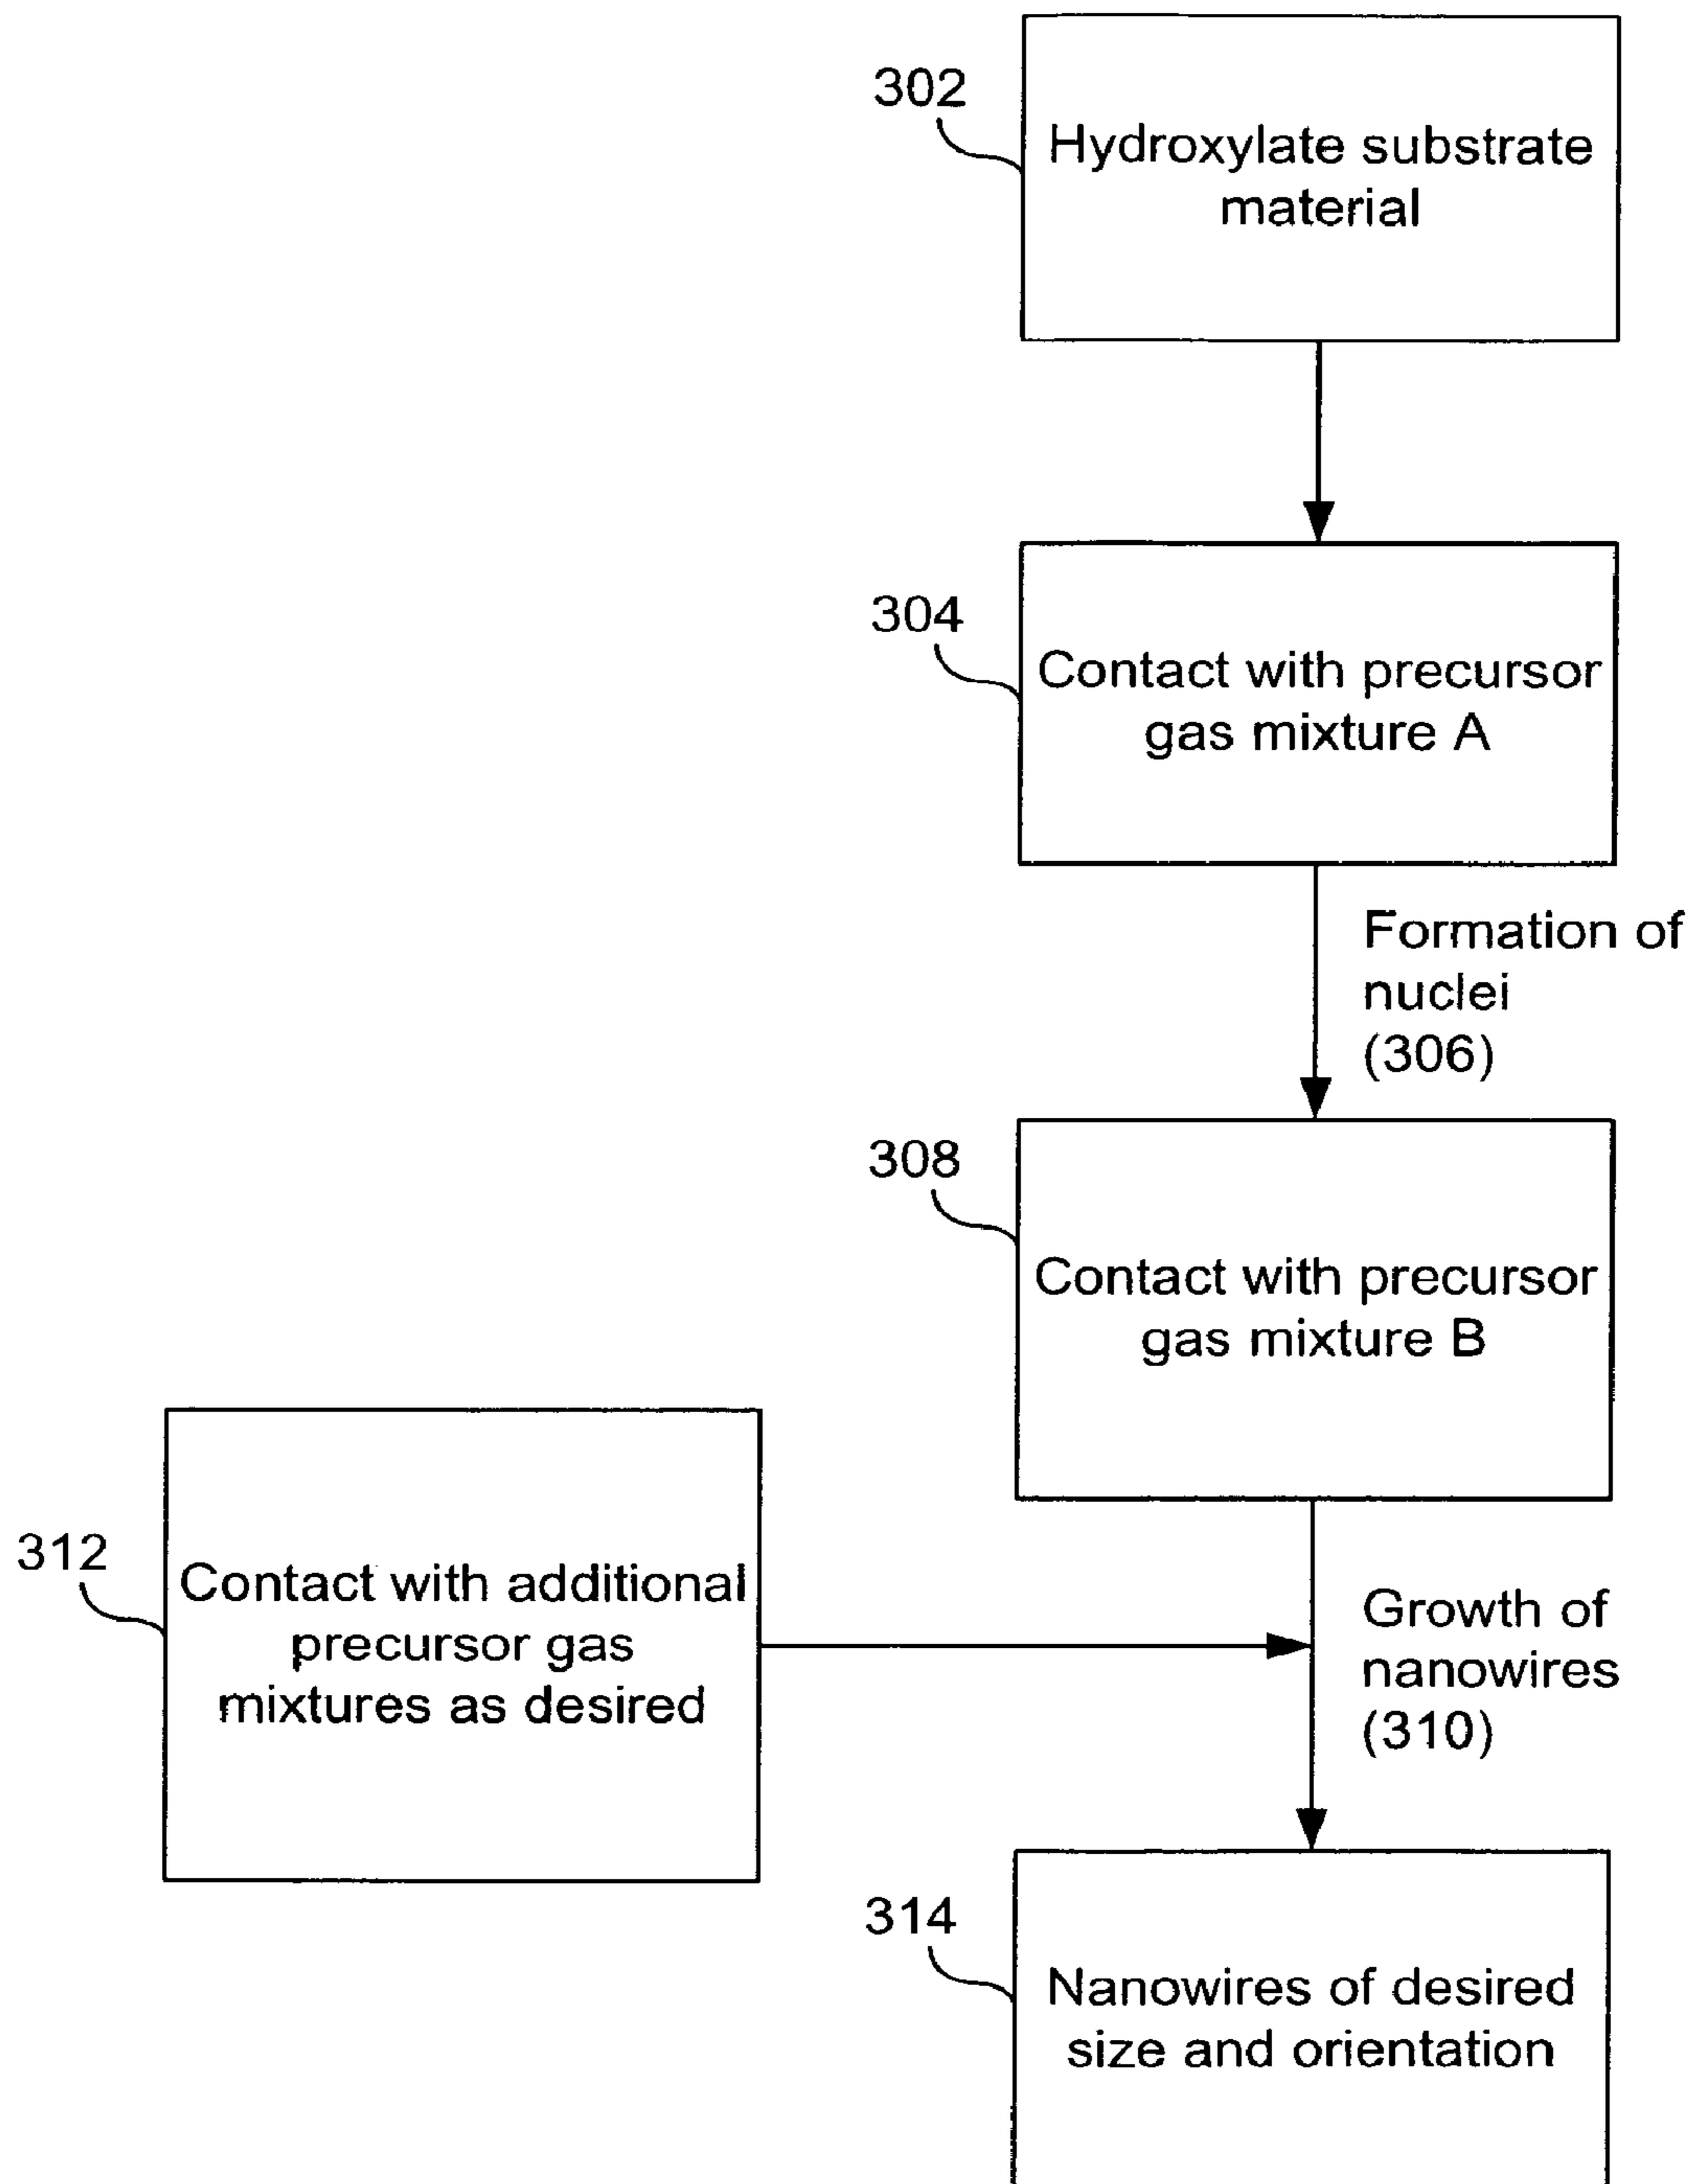 302
Hydroxylate substrate
material
304
Contact with precursor
gas mixture A
Formation of
nuclei
(306)
308
Contact with precursor
gas mixture B
312
Contact with additional
precursor gas
mixtures as desired
Growth of
nanowires
(310)
314
Nanowires of desired
size and orientation